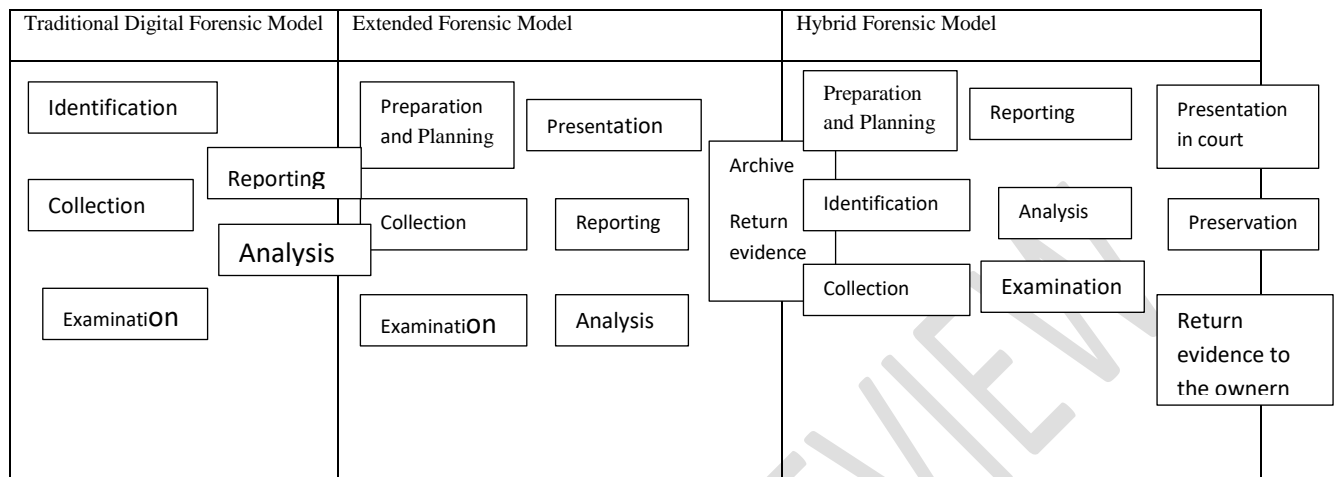 Traditional Digital Forensic Model
Extended Forensic Model
Hybrid Forensic Model
Identification
Reporting
Collection
Analysis
Examination
Preparation
and Planning
Presentation
Collection
Reporting
Examination
Analysis
Archive
Return
evidence
Preparation
and Planning
Reporting
Presentation
in court
Identification
Analysis
Preservation
Collection
Examination
Return
evidence to
the ownern
VIEW